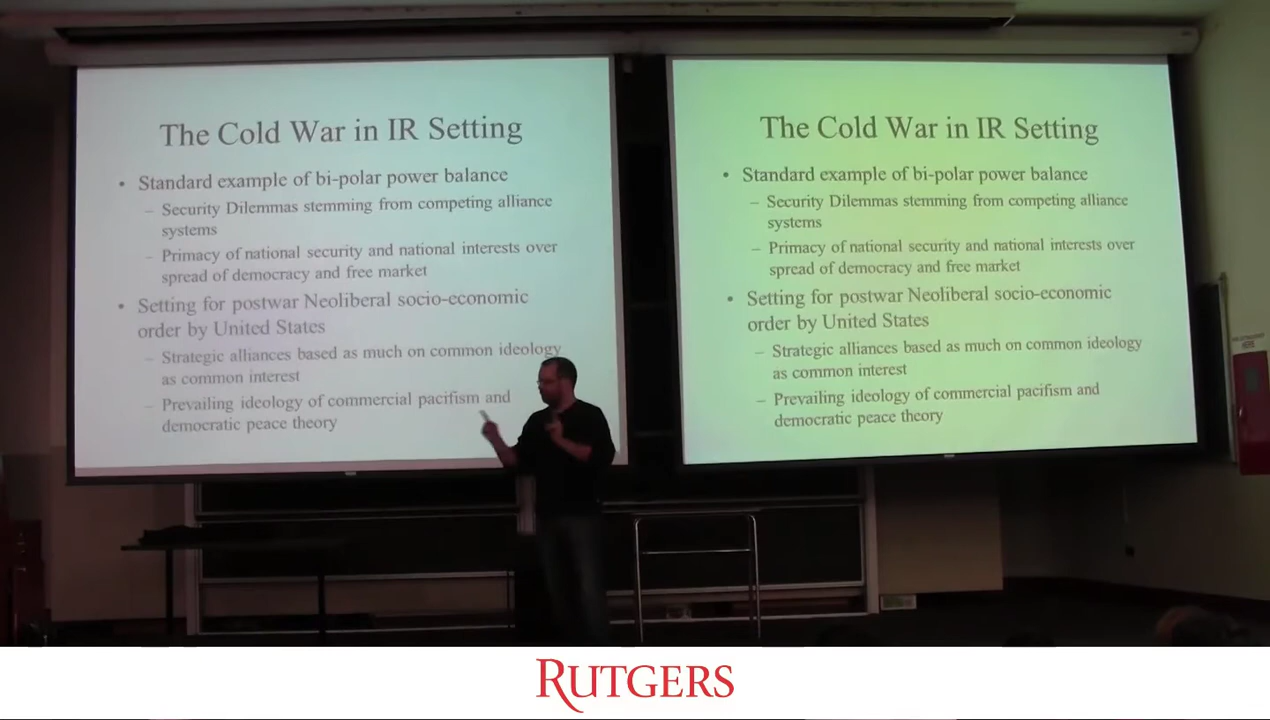 The Cold War in IR Setting
• Standard example of bi-polar power balance
– Security Dilemmas stemming from competing alliance
systems
– Primacy of national security and national interests over
spread of democracy and free market
• Setting for postwar Neoliberal socio-economic
order by United States
– Strategic alliances based as much on common ideology
as common interest
– Prevailing ideology of commercial pacifism and
democratic peace theory
The Cold War in IR Setting
• Standard example of bi-polar power balance
– Security Dilemmas stemming from competing alliance
systems
– Primacy of national security and national interests over
spread of democracy and free market
• Setting for postwar Neoliberal socio-economic
order by United States
– Strategic alliances based as much on common ideology
as common interest
– Prevailing ideology of commercial pacifism and
democratic peace theory
RUTGERS